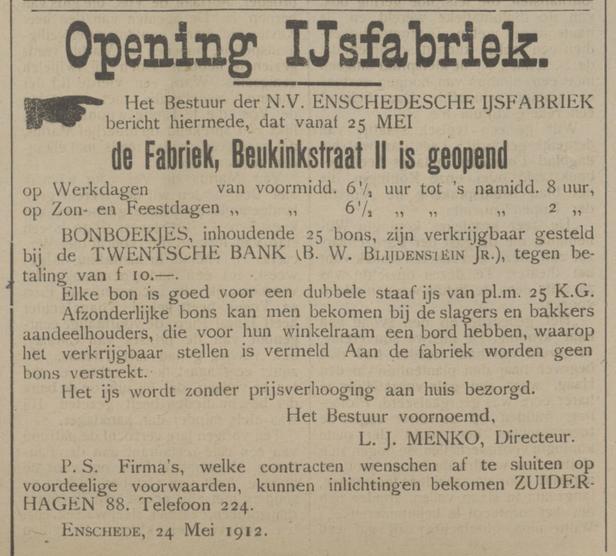 Opening IJsfabriek.
Het Bestuur der N.V. ENSCHEDESCHE IJSFABRIEK
bericht hiermede, dat vanaf 25 MEI
de Fabriek, Beukinkstraat II is geopend
op Werkdagen van voormidd. 6½ uur tot 's namidd. 8 uur,
op Zon- en Feestdagen „ „ 6½ „ „ „ 2 „
BONBOEKJES, inhoudende 25 bons, zijn verkrijgbaar gesteld
bij de TWENTSCHE BANK (B. W. BLIJDENSTEIN JR.), tegen be-
taling van f 10.—.
Elke bon is goed voor een dubbele staaf ijs van pl.m. 25 K.G.
Afzonderlijke bons kan men bekomen bij de slagers en bakkers
aandeelhouders, die voor hun winkelraam een bord hebben, waarop
het verkrijgbaar stellen is vermeld Aan de fabriek worden geen
bons verstrekt.
Het ijs wordt zonder prijsverhooging aan huis bezorgd.
Het Bestuur voornoemd,
L. J. MENKO, Directeur.
P. S. Firma's, welke contracten wenschen af te sluiten op
voordeelige voorwaarden, kunnen inlichtingen bekomen ZUIDER-
HAGEN 88. Telefoon 224.
ENSCHEDE, 24 Mei 1912.